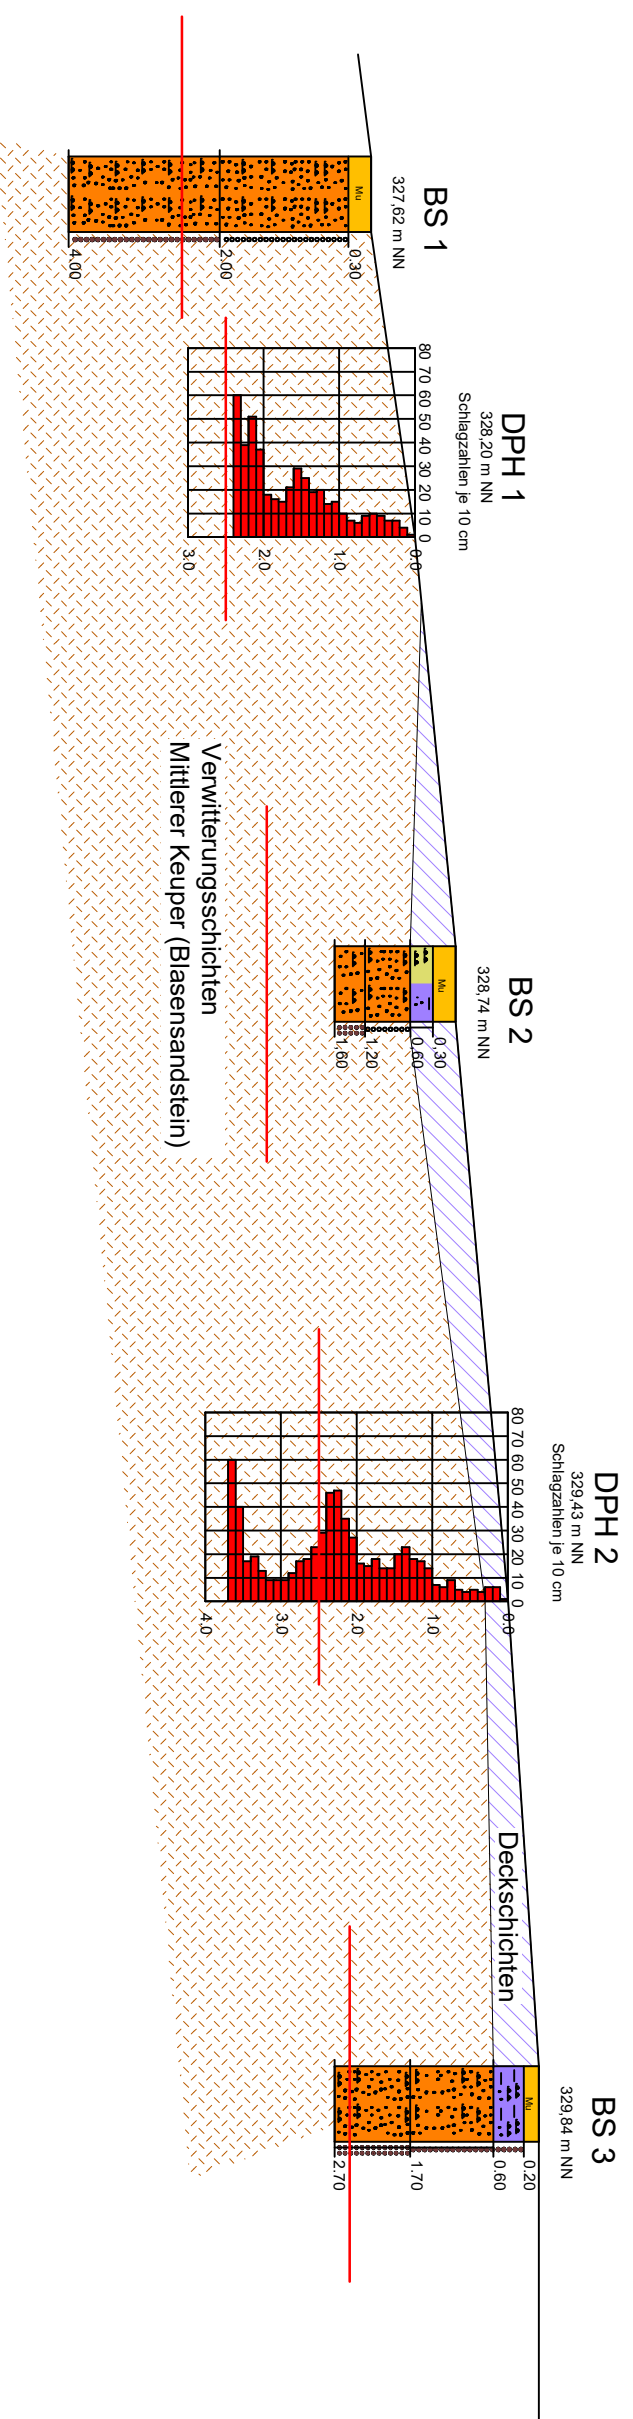 BS 1
327,62 m NN
Mu
0.30
2.00
4.00
DPH 1
328,20 m NN
Schlagzahlen je 10 cm
80 70 60 50 40 30 20 10 0
0.0
1.0
2.0
3.0
BS 2
328,74 m NN
Mu
0,30
0,60
1,20
1,60
Verwitterungsschichten
Mittlerer Keuper (Blasensandstein)
DPH 2
329,43 m NN
Schlagzahlen je 10 cm
80 70 60 50 40 30 20 10 0
0.0
1.0
2.0
3.0
4.0
Deckschichten
BS 3
329,84 m NN
Mu
0.20
0.60
1.70
2.70